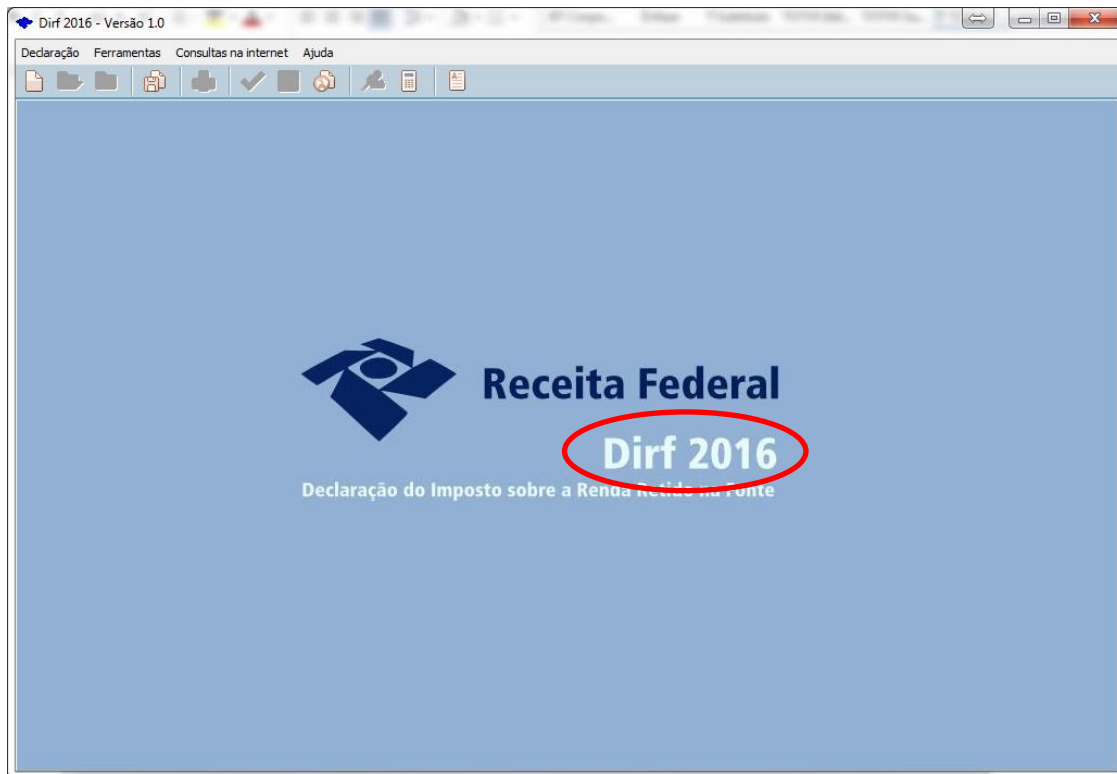 Dirf 2016 - Versão 1.0
Declaração Ferramentas Consultas na internet Ajuda
Receita Federal
Dirf 2016
Declaração do Imposto sobre a Renda Retido na Fonte